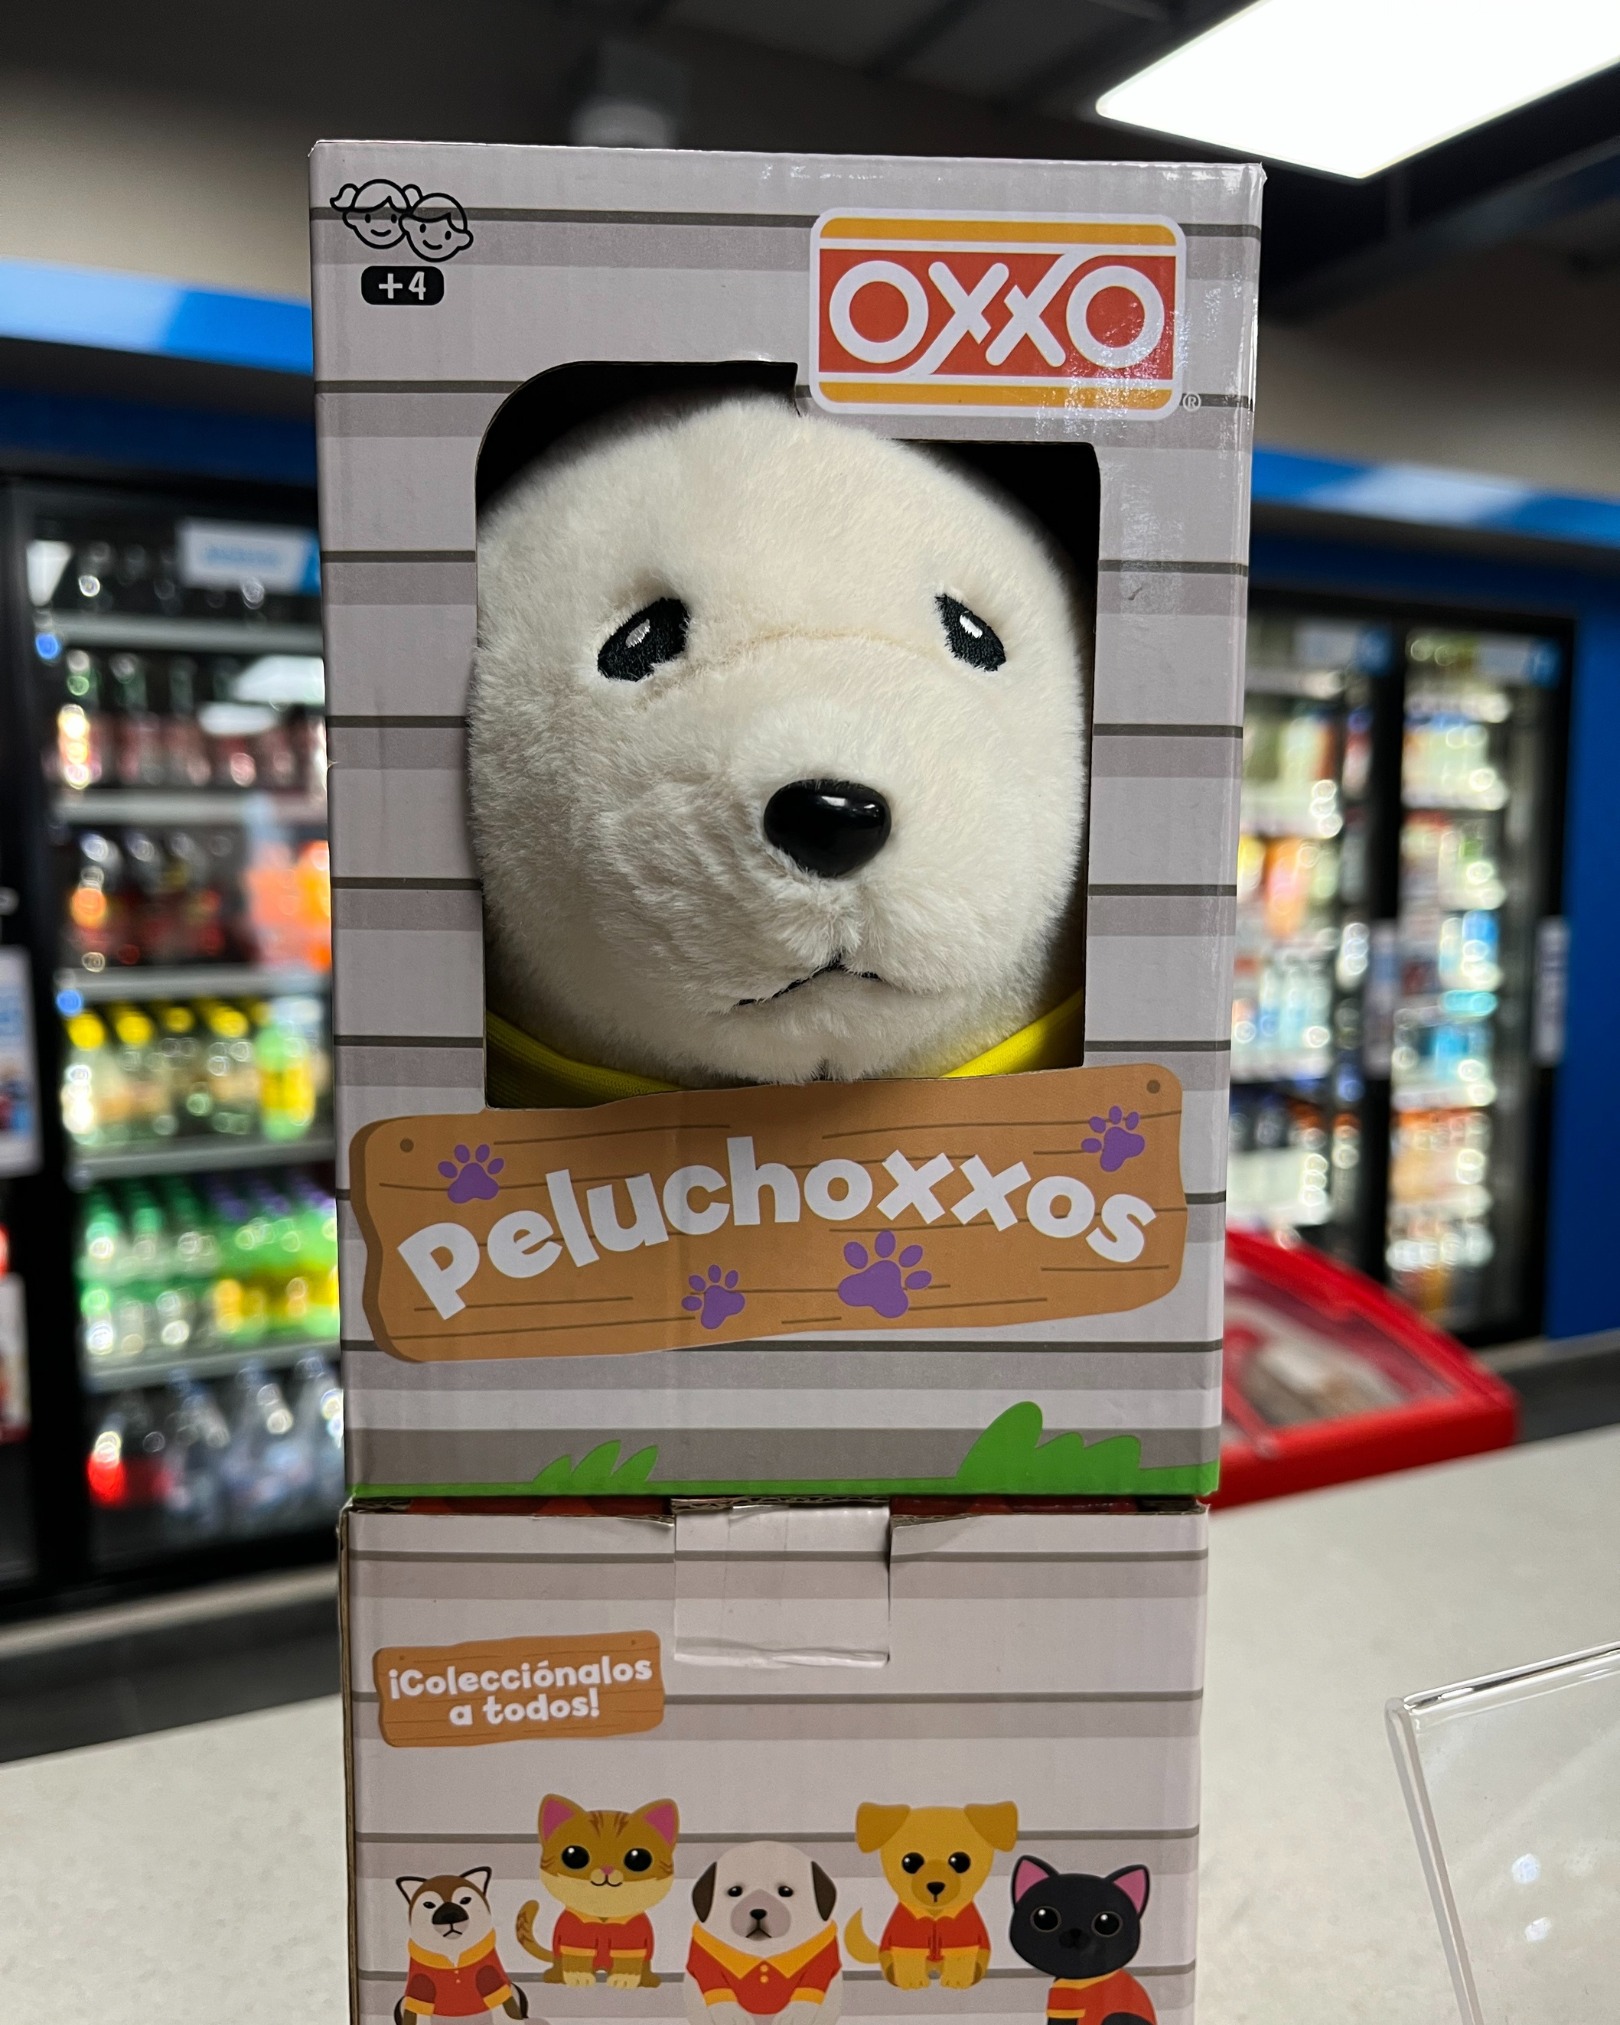 +4
OXXO
®
Peluchoxxos
¡Colecciónalos
a todos!